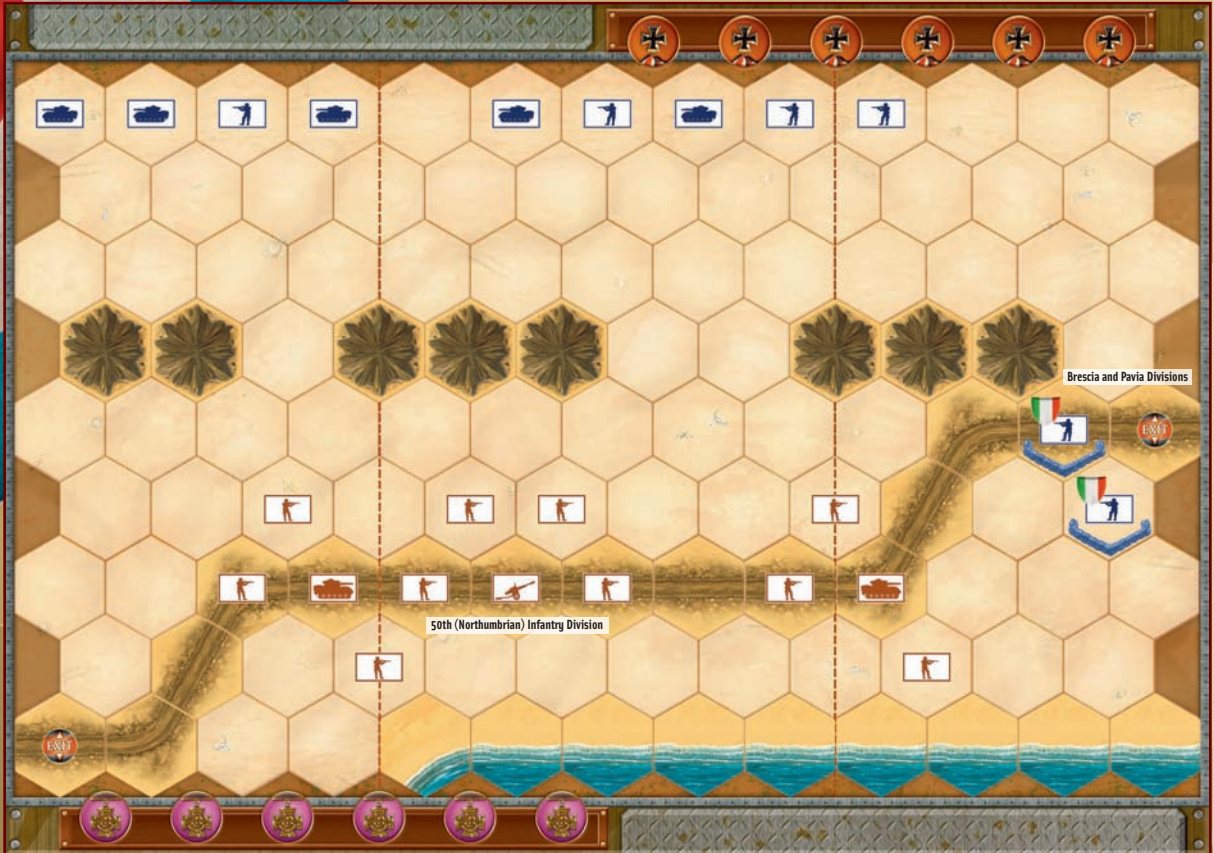 Brescia and Pavia Divisions
EXIT
50th (Northumbrian) Infantry Division
EXIT